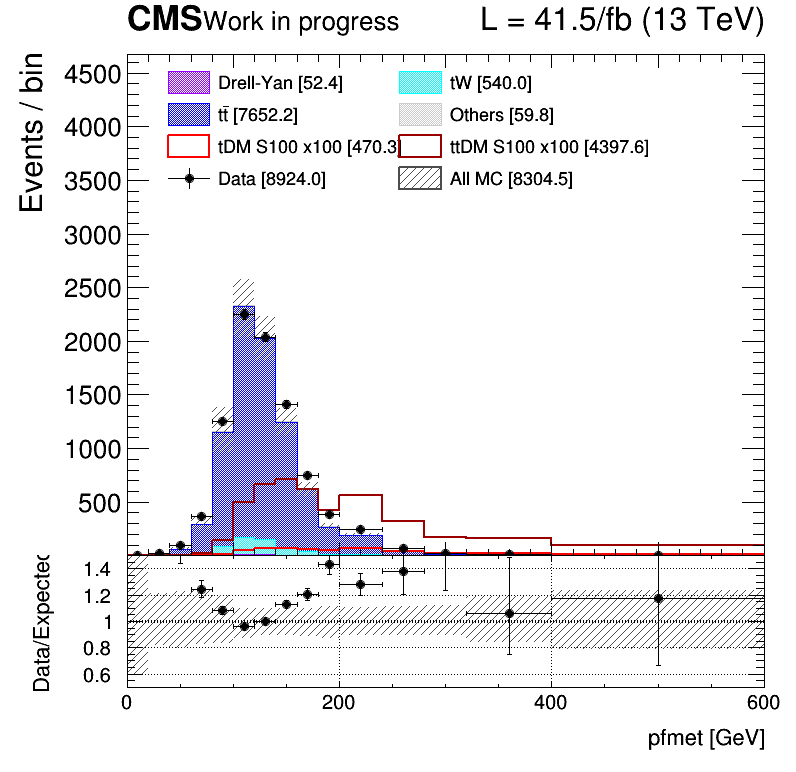 CMS Work in progress L = 41.5/fb (13 TeV)
Events / bin
4500
4000
3500
3000
2500
2000
1500
1000
500
Drell-Yan [52.4] tW [540.0]
tt̄ [7652.2] Others [59.8]
tDM S100 x100 [470.3] ttDM S100 x100 [4397.6]
Data [8924.0] All MC [8304.5]
Data/Expected
1.4
1.2
1
0.8
0.6
0 200 400 600
pfmet [GeV]